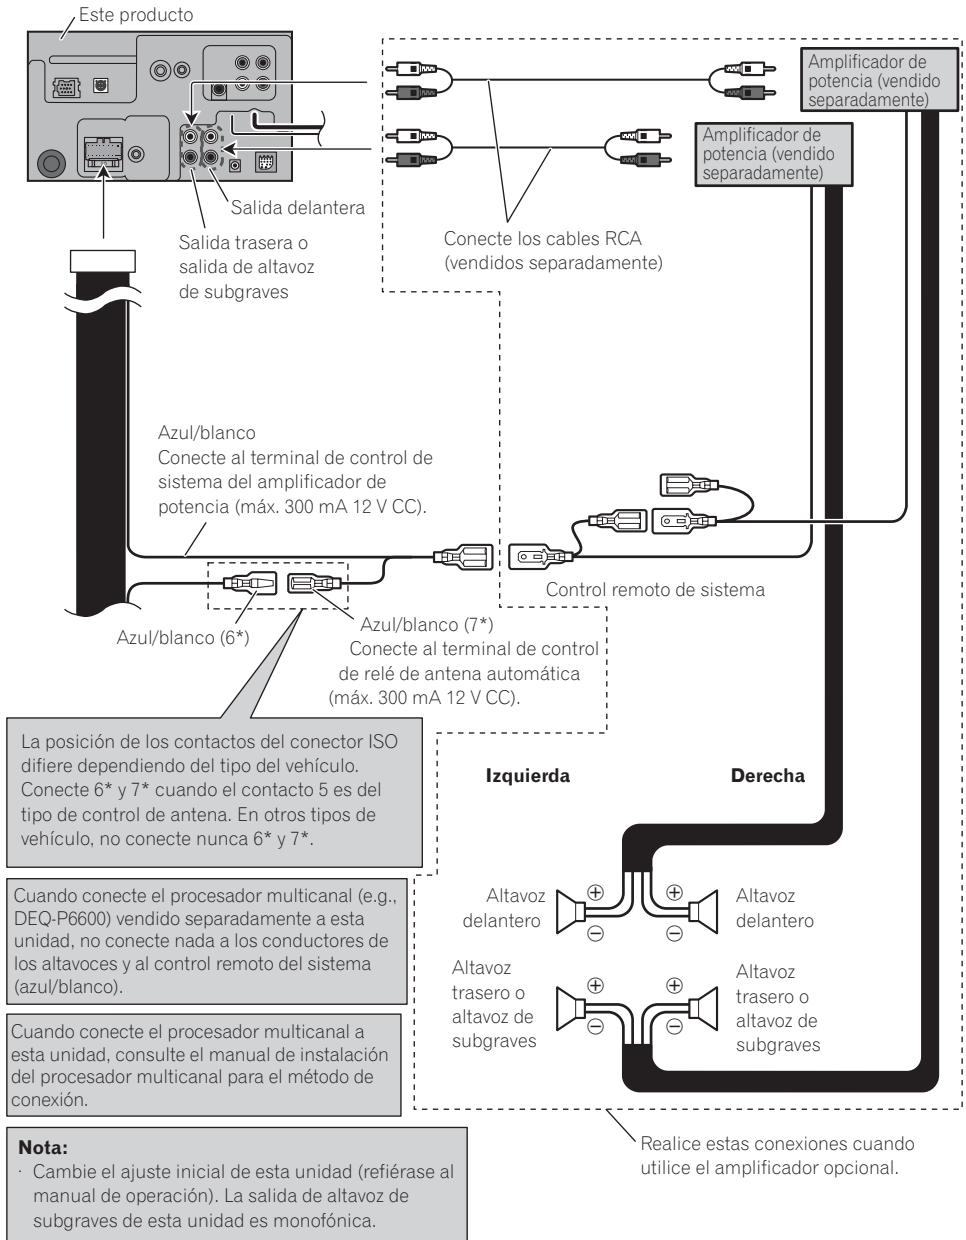 Este producto
Amplificador de
potencia (vendido
separadamente)
Amplificador de
potencia (vendido
separadamente)
Salida delantera
Salida trasera o
salida de altavoz
de subgraves
Conecte los cables RCA
(vendidos separadamente)
Azul/blanco
Conecte al terminal de control de
sistema del amplificador de
potencia (máx. 300 mA 12 V CC).
Control remoto de sistema
Azul/blanco (6*)
Azul/blanco (7*)
Conecte al terminal de control
de relé de antena automática
(máx. 300 mA 12 V CC).
La posición de los contactos del conector ISO
difiere dependiendo del tipo del vehículo.
Conecte 6* y 7* cuando el contacto 5 es del
tipo de control de antena. En otros tipos de
vehículo, no conecte nunca 6* y 7*.
Izquierda
Derecha
Cuando conecte el procesador multicanal (e.g.,
DEQ-P6600) vendido separadamente a esta
unidad, no conecte nada a los conductores de
los altavoces y al control remoto del sistema
(azul/blanco).
Altavoz
delantero
+
−
+
−
Altavoz
delantero
Altavoz
trasero o
altavoz de
subgraves
+
−
+
−
Altavoz
trasero o
altavoz de
subgraves
Cuando conecte el procesador multicanal a
esta unidad, consulte el manual de instalación
del procesador multicanal para el método de
conexión.
Nota:
· Cambie el ajuste inicial de esta unidad (refiérase al
manual de operación). La salida de altavoz de
subgraves de esta unidad es monofónica.
Realice estas conexiones cuando
utilice el amplificador opcional.